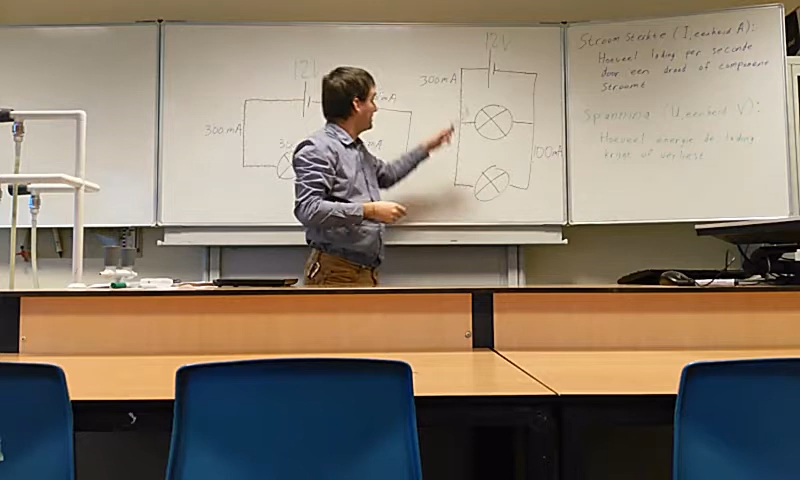 12V
300mA
12V
300mA
100mA
Stroom Sterkte (I, eenheid A):
Hoeveel lading per seconde
door een draad of component
stroomt
Spanning (U, eenheid V):
Hoeveel energie de lading
krijgt of verliest